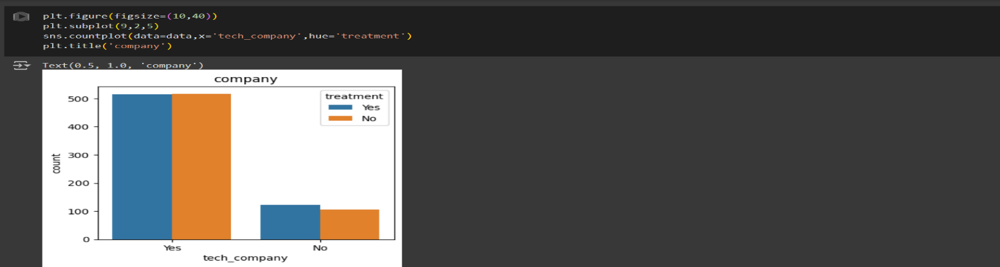 plt.figure(figsize=(10,40))
plt.subplot(9,2,5)
sns.countplot(data=data,x='tech_company',hue='treatment')
plt.title('company')
Text(0.5, 1.0, 'company')
company
treatment
Yes
No
500
400
300
200
100
0
count
Yes No
tech_company